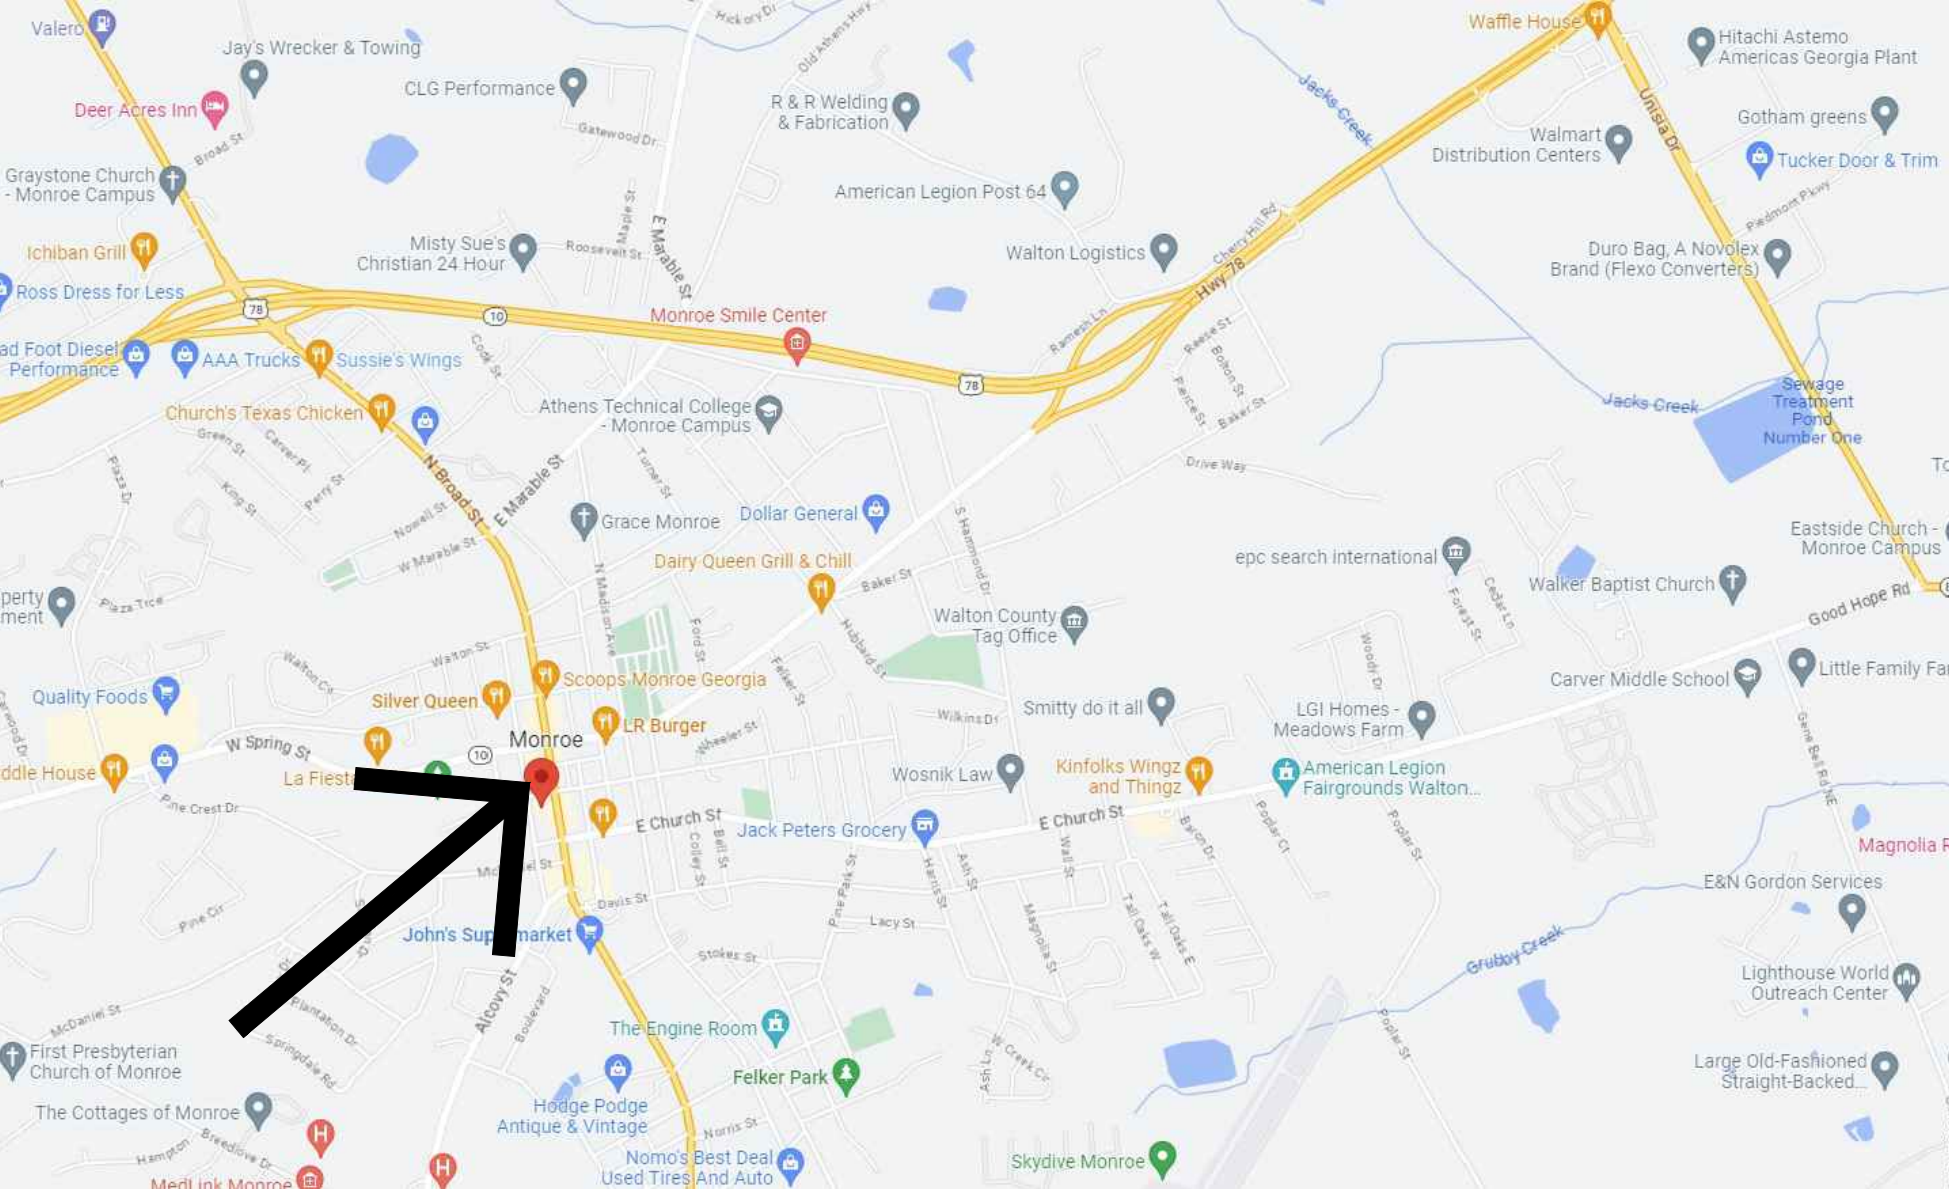 Valero
Jay's Wrecker & Towing
Deer Acres Inn
Broad St
Graystone Church
- Monroe Campus
Ichiban Grill
Ross Dress for Less
CLG Performance
Gatewood Dr
Hickory Dr
Old Athens Hwy
R & R Welding
& Fabrication
American Legion Post 64
Walton Logistics
Misty Sue's
Christian 24 Hour
Maple St
Roosevelt St
E Marable St
Monroe Smile Center
78
10
78
Cherry Hill Rd
Hwy 78
Ramesh Ln
Reese St
Bolton St
Pierce St
Baker St
Drive Way
Waffle House
Hitachi Astemo
Americas Georgia Plant
Jacks Creek
Unisia Dr
Walmart
Distribution Centers
Gotham greens
Tucker Door & Trim
Piedmont Pkwy
Duro Bag, A Novolex
Brand (Flexo Converters)
Jacks Creek
Sewage
Treatment
Pond
Number One
To
ad Foot Diesel
Performance
AAA Trucks
Sussie's Wings
Church's Texas Chicken
Cook St
Athens Technical College
- Monroe Campus
Green St
Carver Pl
King St
Perry St
Plaza Dr
N Broad St
E Marable St
Turner St
Nowell St
W Marable St
Grace Monroe
Dollar General
Dairy Queen Grill & Chill
Baker St
S Hammond Dr
N Madison Ave
Ford St
Felker St
Hubbard St
Walton County
Tag Office
epc search international
Cedar Ln
Forest St
Woody Dr
Eastside Church -
Monroe Campus
Walker Baptist Church
Good Hope Rd
Carver Middle School
Little Family Fa
perty
ment
Plaza Trce
Walton St
Quality Foods
Silver Queen
Scoops Monroe Georgia
LR Burger
Wheeler St
Wilkins Dr
Smitty do it all
LGI Homes -
Meadows Farm
W Spring St
10
Monroe
ddle House
La Fiesta
Pine Crest Dr
Wosnik Law
Kinfolks Wingz
and Thingz
American Legion
Fairgrounds Walton...
E Church St
Jack Peters Grocery
E Church St
Colley St
Bell St
Davis St
Pine Park St
Harris St
Ash St
Wall St
Baron Dr
Poplar Ct
Poplar St
Gene Bell Rd NE
Magnolia
E&N Gordon Services
Grubby Creek
Lighthouse World
Outreach Center
Large Old-Fashioned
Straight-Backed...
Pine Cir
John's Sup market
Lacy St
Magnolia St
Tall Oaks W
Tall Oaks E
Stokes St
McDaniel St
Plantation Dr
Springdale Rd
Alcovy St
Boulevard
The Engine Room
Felker Park
Ash Ln
W Creek Cir
Poplar St
First Presbyterian
Church of Monroe
The Cottages of Monroe
Hodge Podge
Antique & Vintage
Norris St
Hampton
Breedlove Dr
H
H
MedLink Monroe
Nomo's Best Deal
Used Tires And Auto
Skydive Monroe